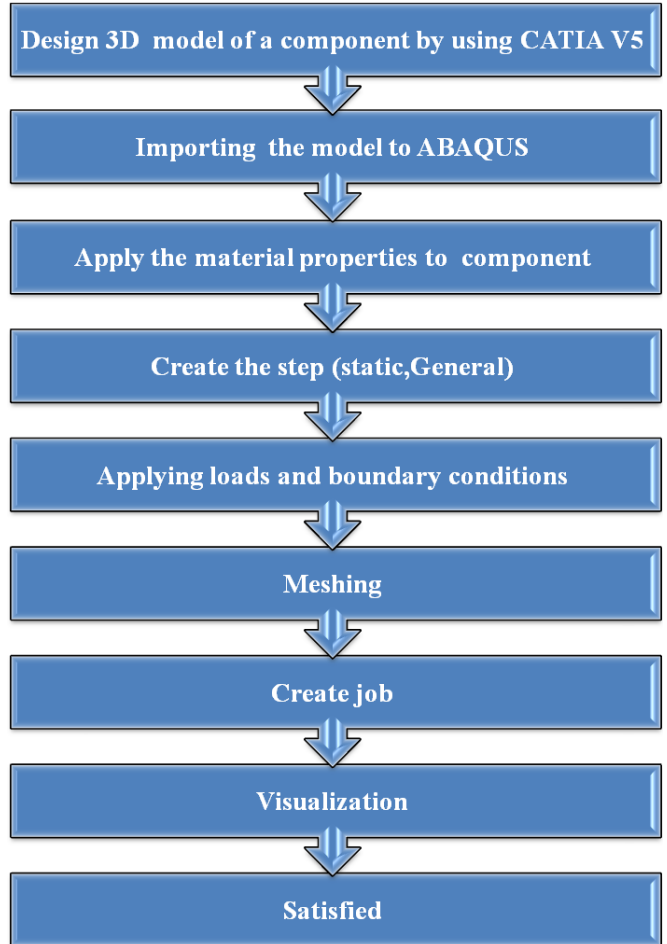 Design 3D model of a component by using CATIA V5
Importing the model to ABAQUS
Apply the material properties to component
Create the step (static,General)
Applying loads and boundary conditions
Meshing
Create job
Visualization
Satisfied